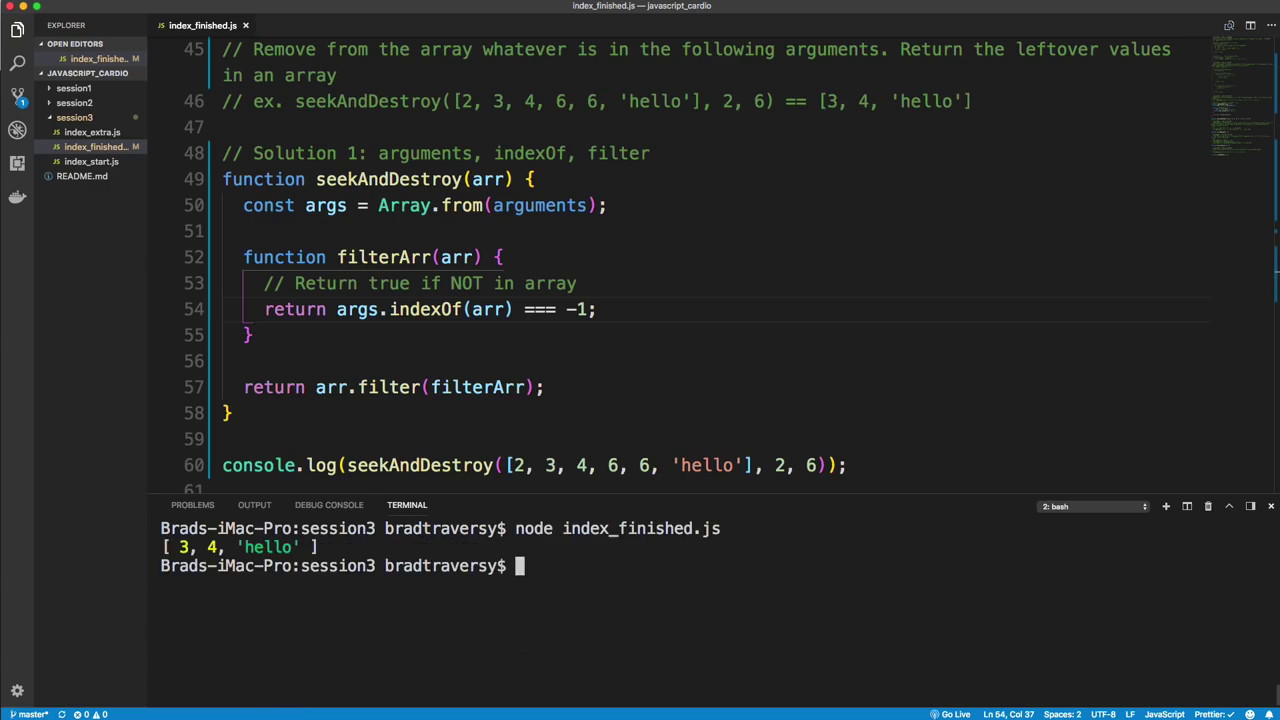 index_finished.js — javascript_cardio
EXPLORER
index_finished.js ×
OPEN EDITORS
index_finishe..
JAVASCRIPT_CARDIO
session1
session2
session3
JS index_extra.js
JS index_finished...
JS index_start.js
README.md
1
45 // Remove from the array whatever is in the following arguments. Return the leftover values
in an array
46 // ex. seekAndDestroy([2, 3, 4, 6, 6, 'hello'], 2, 6) == [3, 4, 'hello']
47
48 // Solution 1: arguments, indexOf, filter
49 function seekAndDestroy(arr) {
50 const args = Array.from(arguments);
51
52 function filterArr(arr) {
53 // Return true if NOT in array
54 return args.indexOf(arr) === -1;
55 }
56
57 return arr.filter(filterArr);
58 }
59
60 console.log(seekAndDestroy([2, 3, 4, 6, 6, 'hello'], 2, 6));
61
PROBLEMS OUTPUT DEBUG CONSOLE TERMINAL 2: bash
Brads-iMac-Pro:session3 bradtraversy$ node index_finished.js
[ 3, 4, 'hello' ]
Brads-iMac-Pro:session3 bradtraversy$
master* 0 0 Go Live Ln 54, Col 37 Spaces: 2 UTF-8 LF JavaScript Prettier: ✓